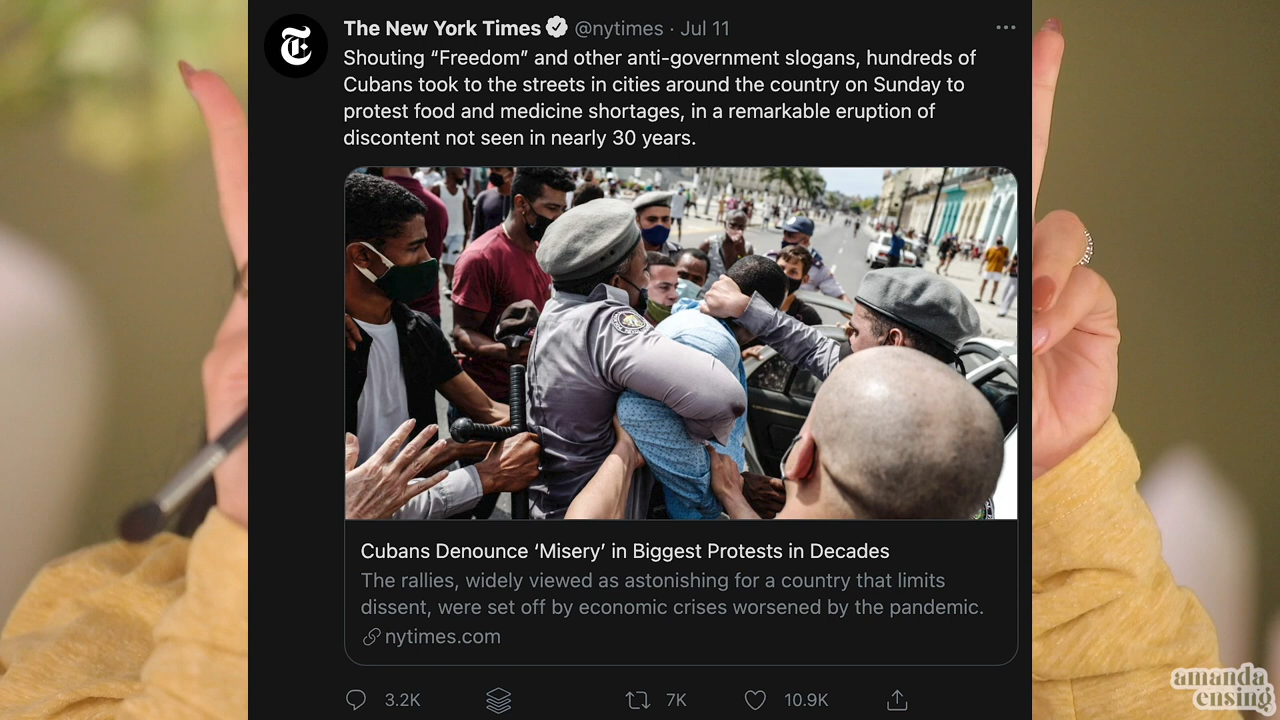 The New York Times @nytimes · Jul 11
Shouting “Freedom” and other anti-government slogans, hundreds of
Cubans took to the streets in cities around the country on Sunday to
protest food and medicine shortages, in a remarkable eruption of
discontent not seen in nearly 30 years.
Cubans Denounce ‘Misery’ in Biggest Protests in Decades
The rallies, widely viewed as astonishing for a country that limits
dissent, were set off by economic crises worsened by the pandemic.
nytimes.com
3.2K 7K 10.9K
amanda
ensing